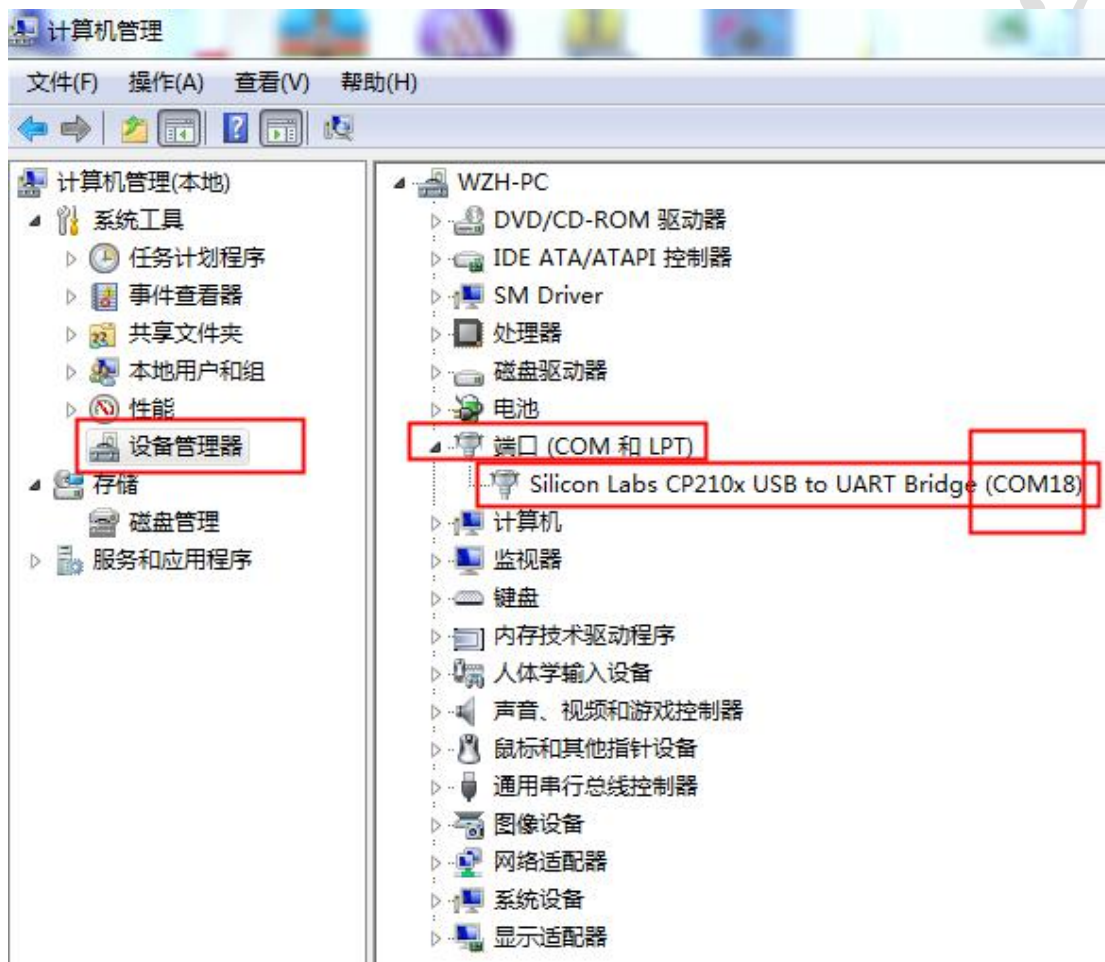 计算机管理
文件(F) 操作(A) 查看(V) 帮助(H)
计算机管理(本地)
系统工具
任务计划程序
事件查看器
共享文件夹
本地用户和组
性能
设备管理器
存储
磁盘管理
服务和应用程序
WZH-PC
DVD/CD-ROM 驱动器
IDE ATA/ATAPI 控制器
SM Driver
处理器
磁盘驱动器
电池
端口 (COM 和 LPT)
Silicon Labs CP210x USB to UART Bridge (COM18)
计算机
监视器
键盘
内存技术驱动程序
人体学输入设备
声音、视频和游戏控制器
鼠标和其他指针设备
通用串行总线控制器
图像设备
网络适配器
系统设备
显示适配器